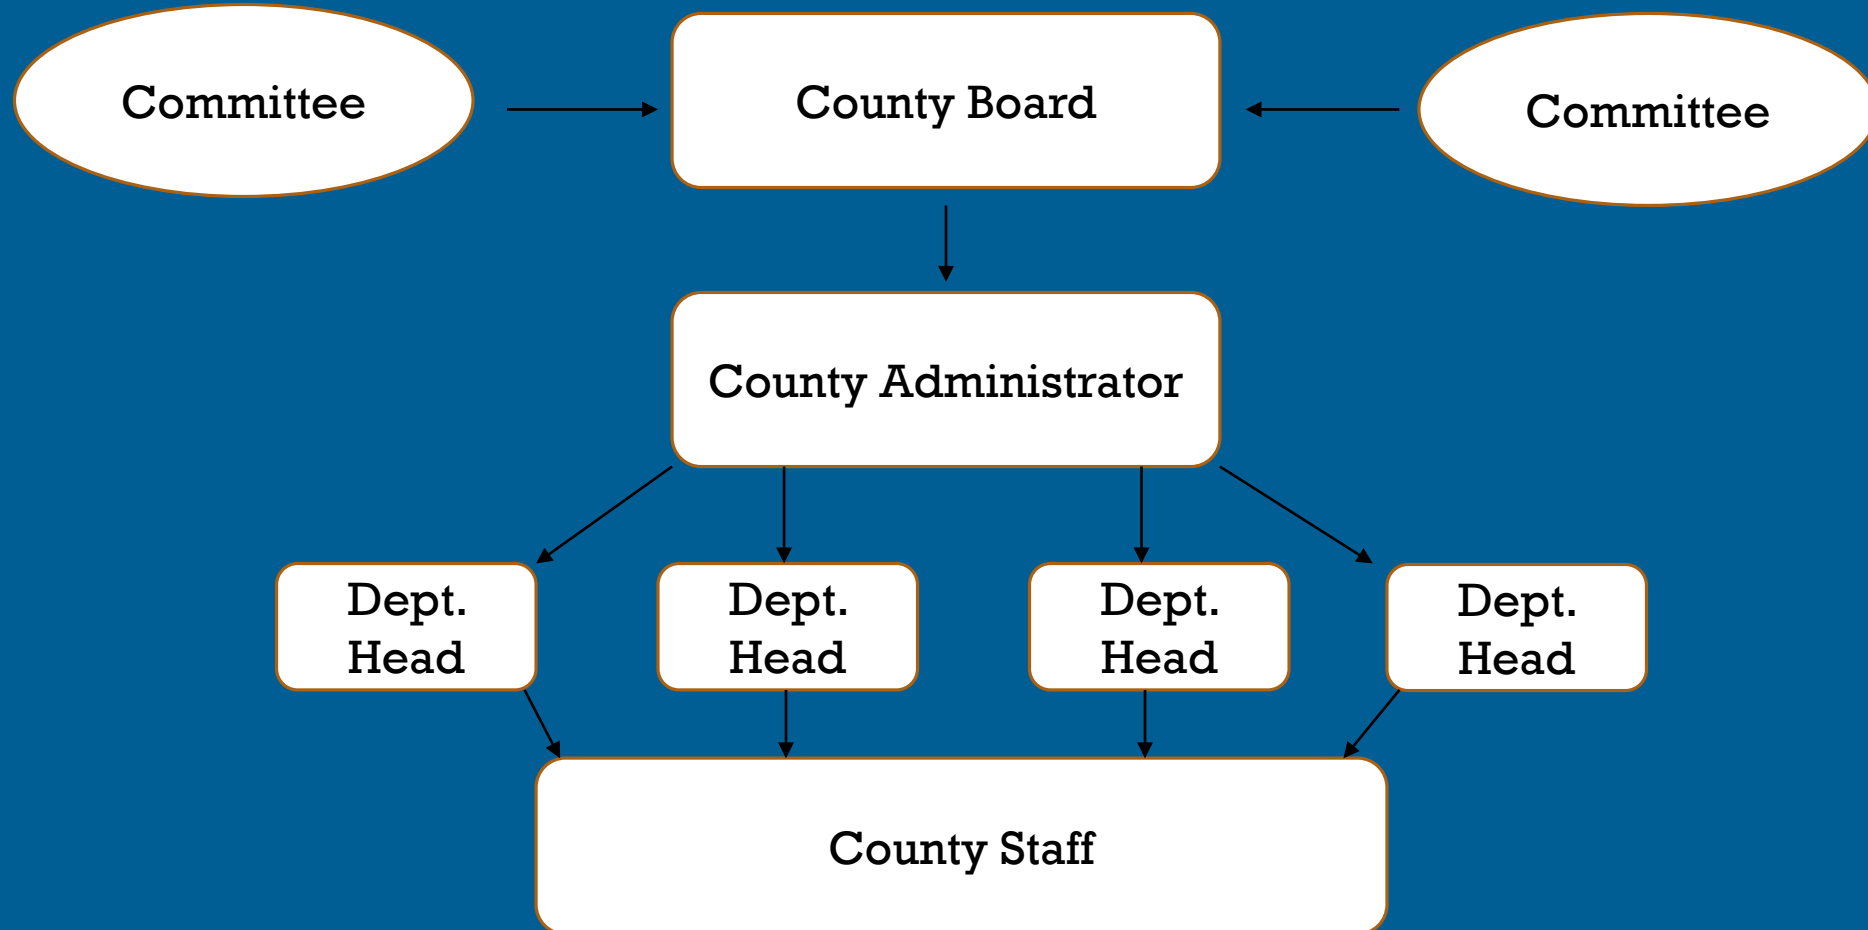 Committee
County Board
Committee
County Administrator
Dept.
Head
Dept.
Head
Dept.
Head
Dept.
Head
County Staff